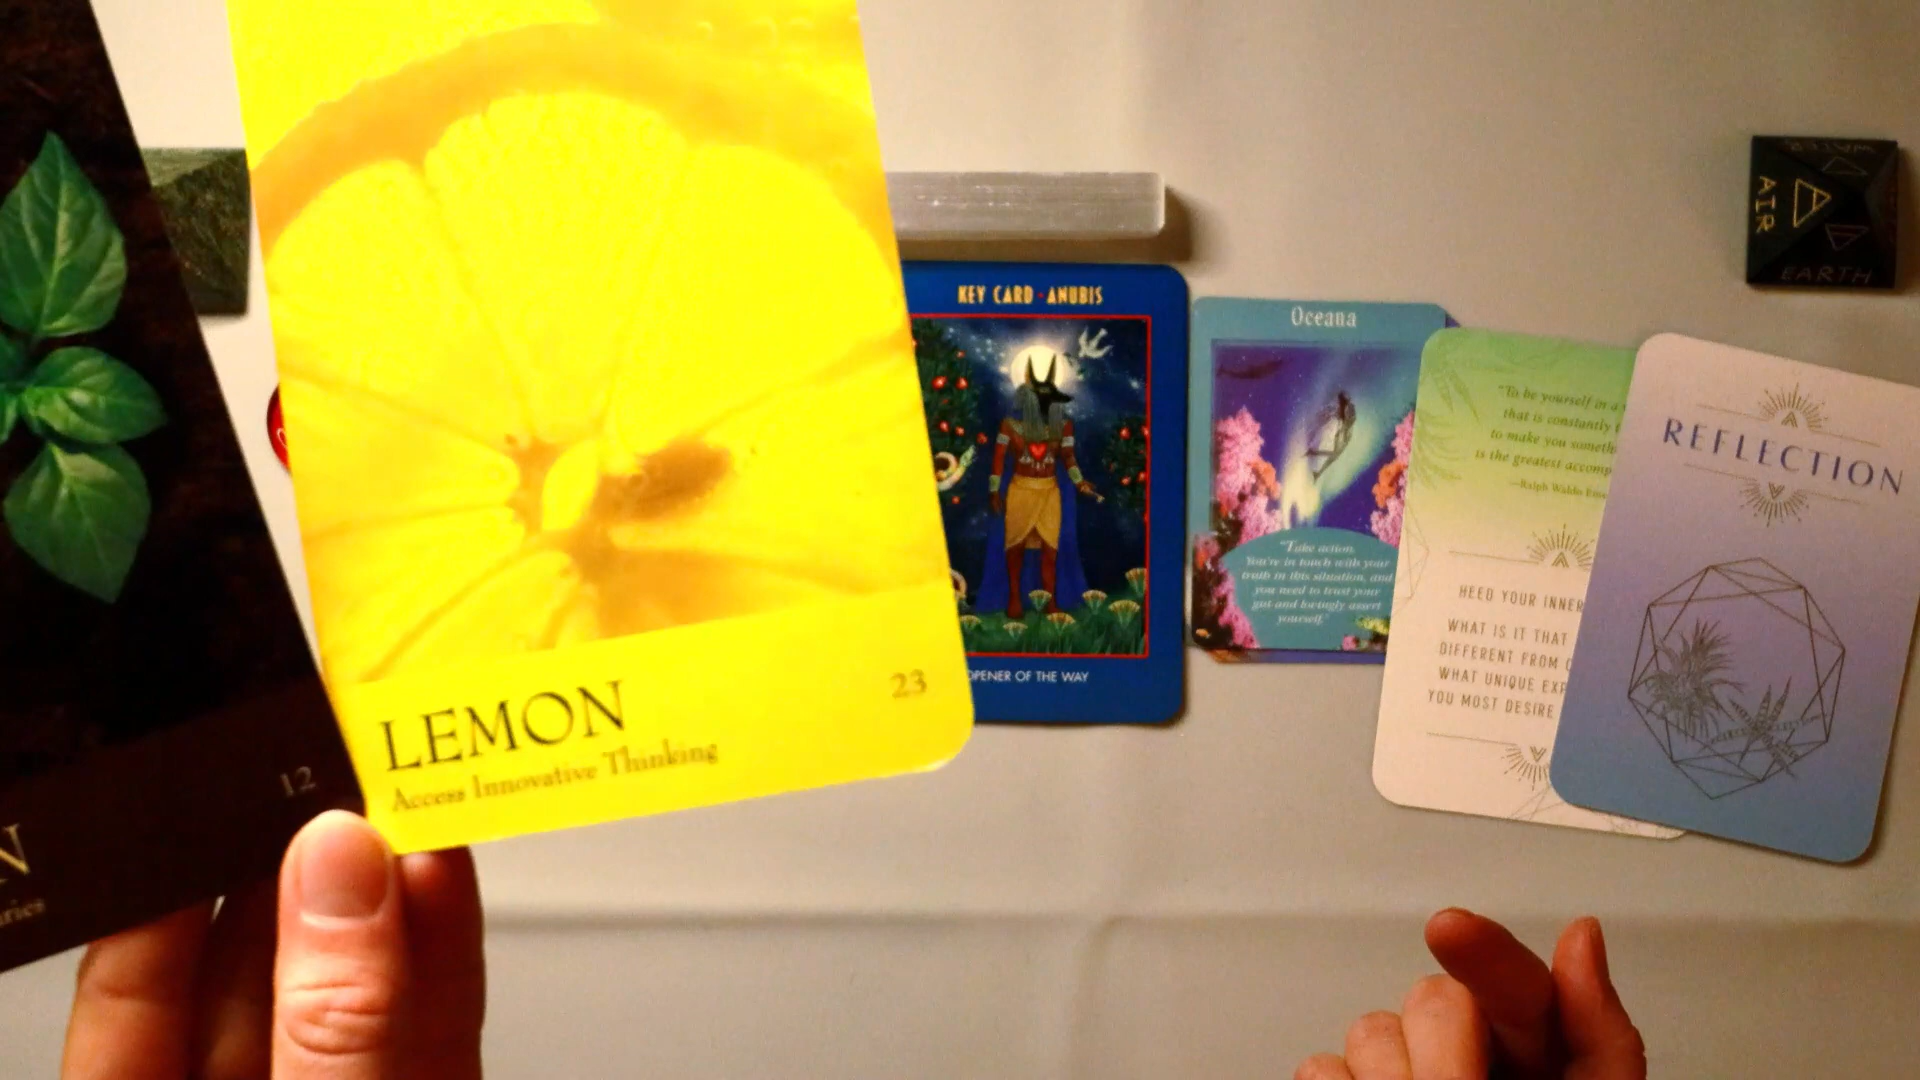 LEMON
Access Innovative Thinking
23
12
N
KEY CARD · ANUBIS
OPENER OF THE WAY
Oceana
"Take action.
You're in touch with your
truth in this situation, and
you need to trust your
gut and lovingly assert
yourself."
"To be yourself in a
that is constantly
to make you someth
is the greatest accomp
—Ralph Waldo Eme
HEED YOUR INNER
WHAT IS IT THAT
DIFFERENT FROM
WHAT UNIQUE EXP
YOU MOST DESIRE
REFLECTION
WATER
AIR
EARTH